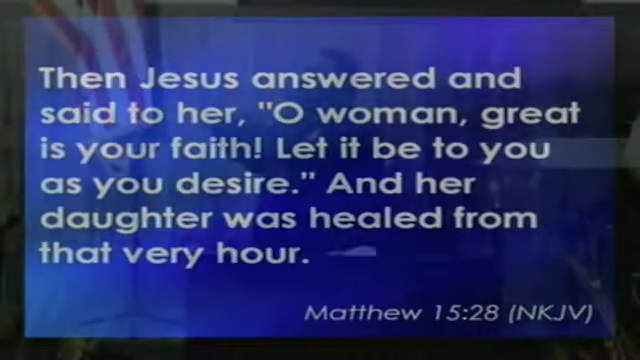 Then Jesus answered and
said to her, "O woman, great
is your faith! Let it be to you
as you desire." And her
daughter was healed from
that very hour.
Matthew 15:28 (NKJV)